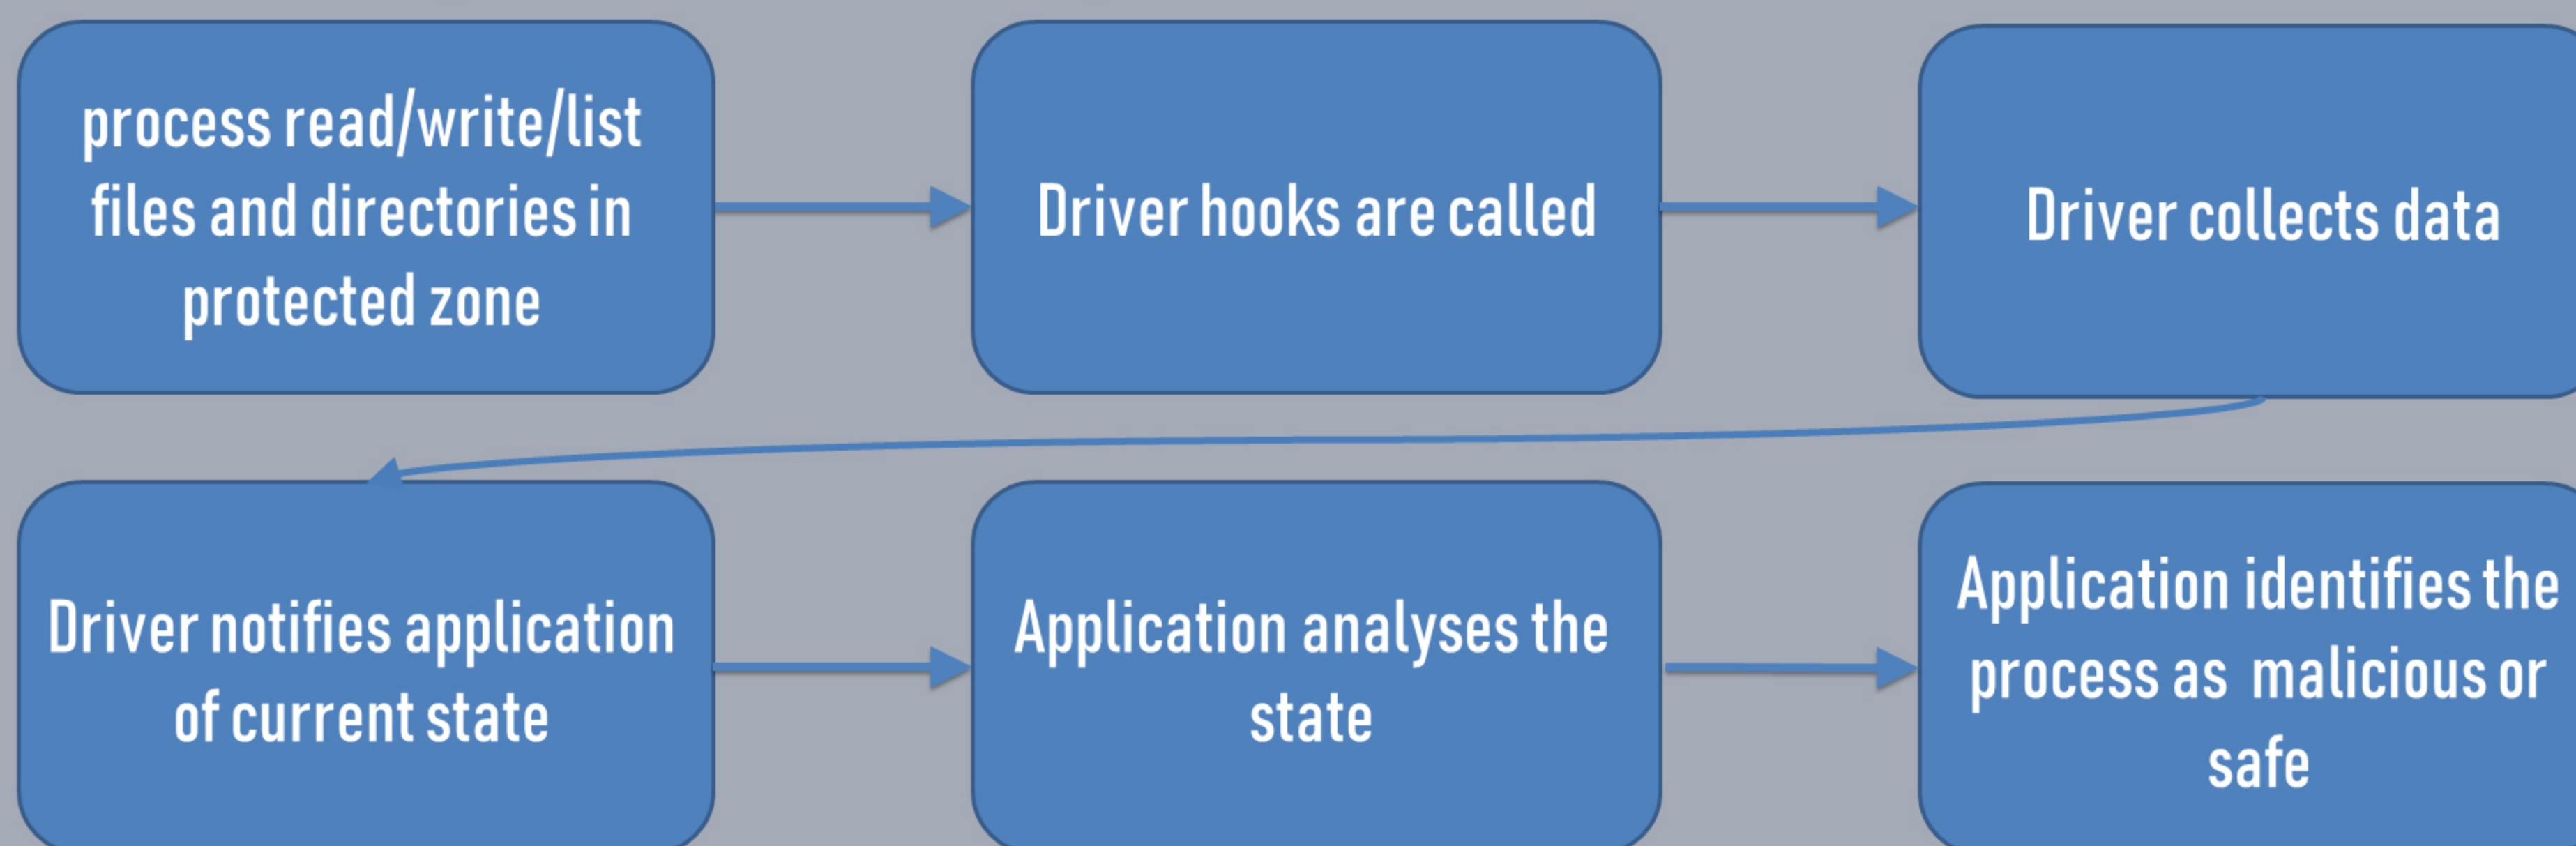 process read/write/list
files and directories in
protected zone
Driver hooks are called
Driver collects data
Driver notifies application
of current state
Application analyses the
state
Application identifies the
process as malicious or
safe